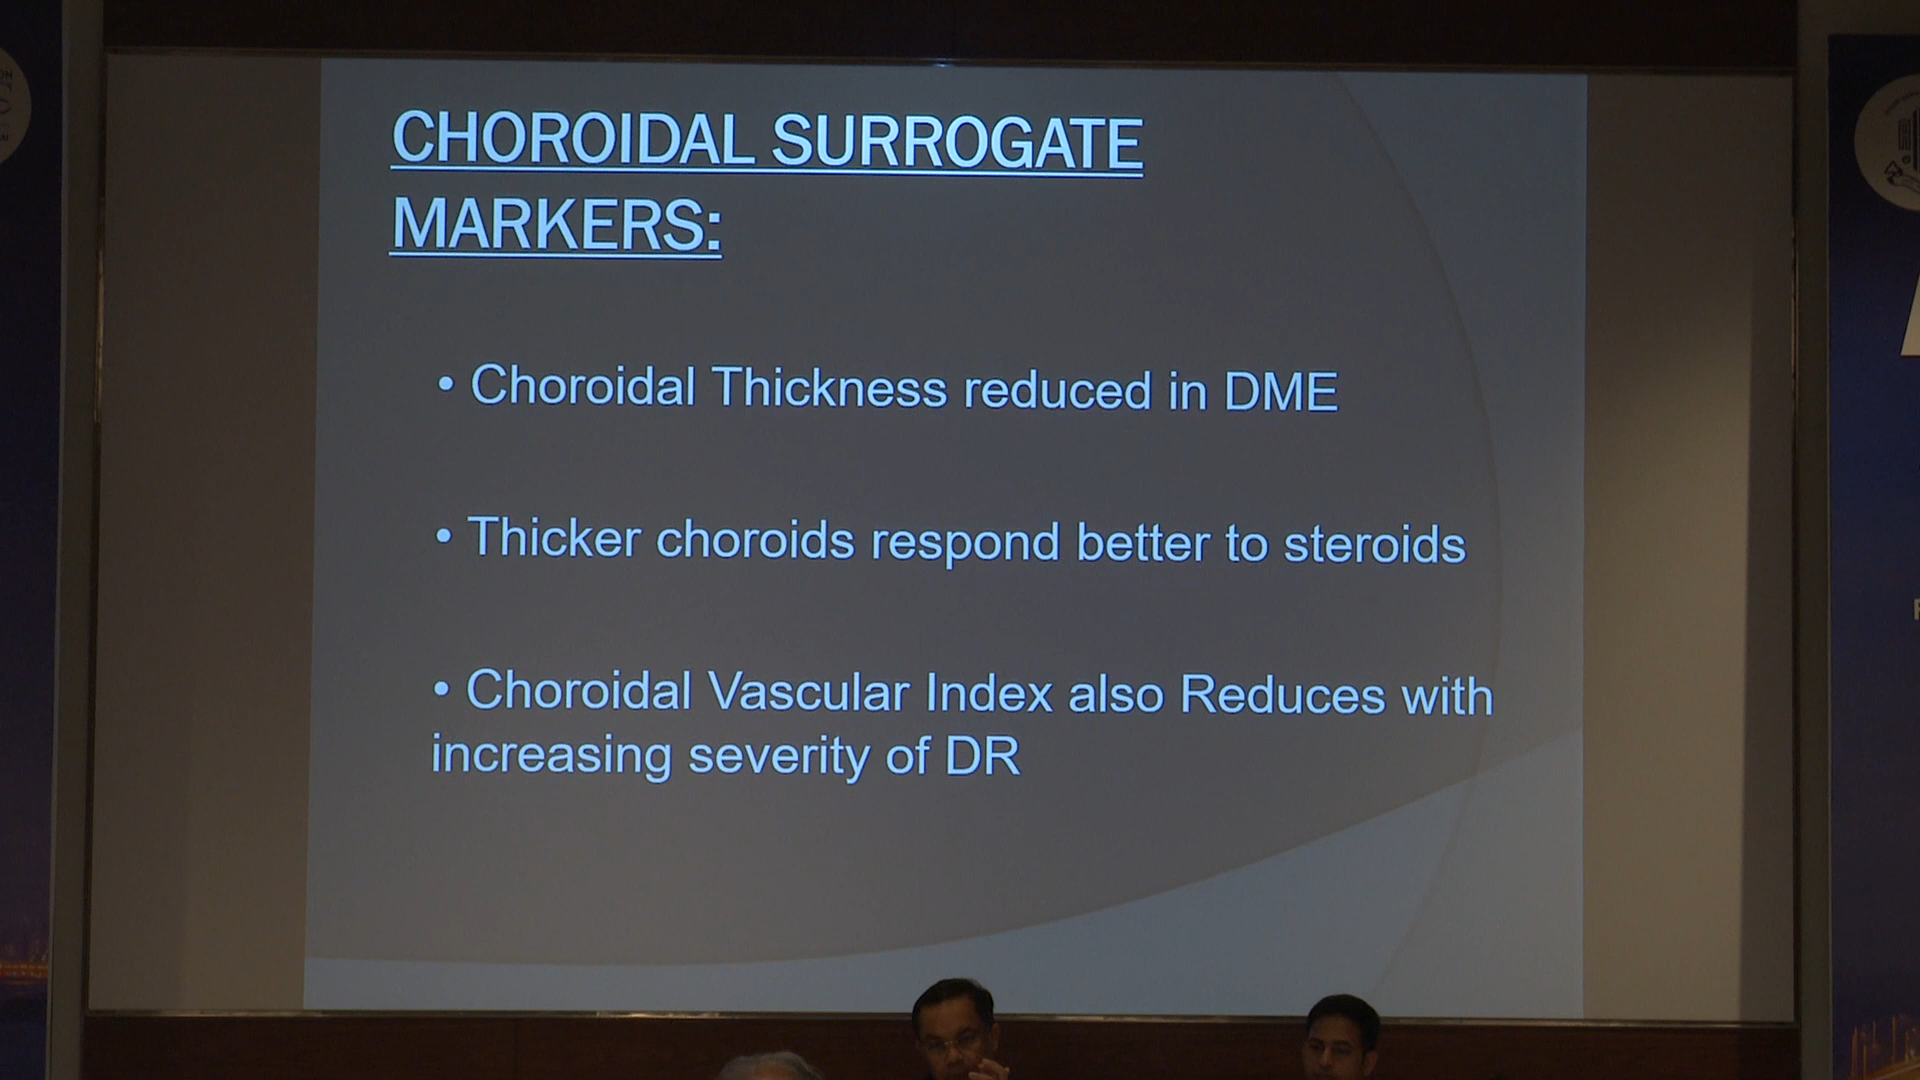 CHOROIDAL SURROGATE
MARKERS:
• Choroidal Thickness reduced in DME
• Thicker choroids respond better to steroids
• Choroidal Vascular Index also Reduces with
increasing severity of DR